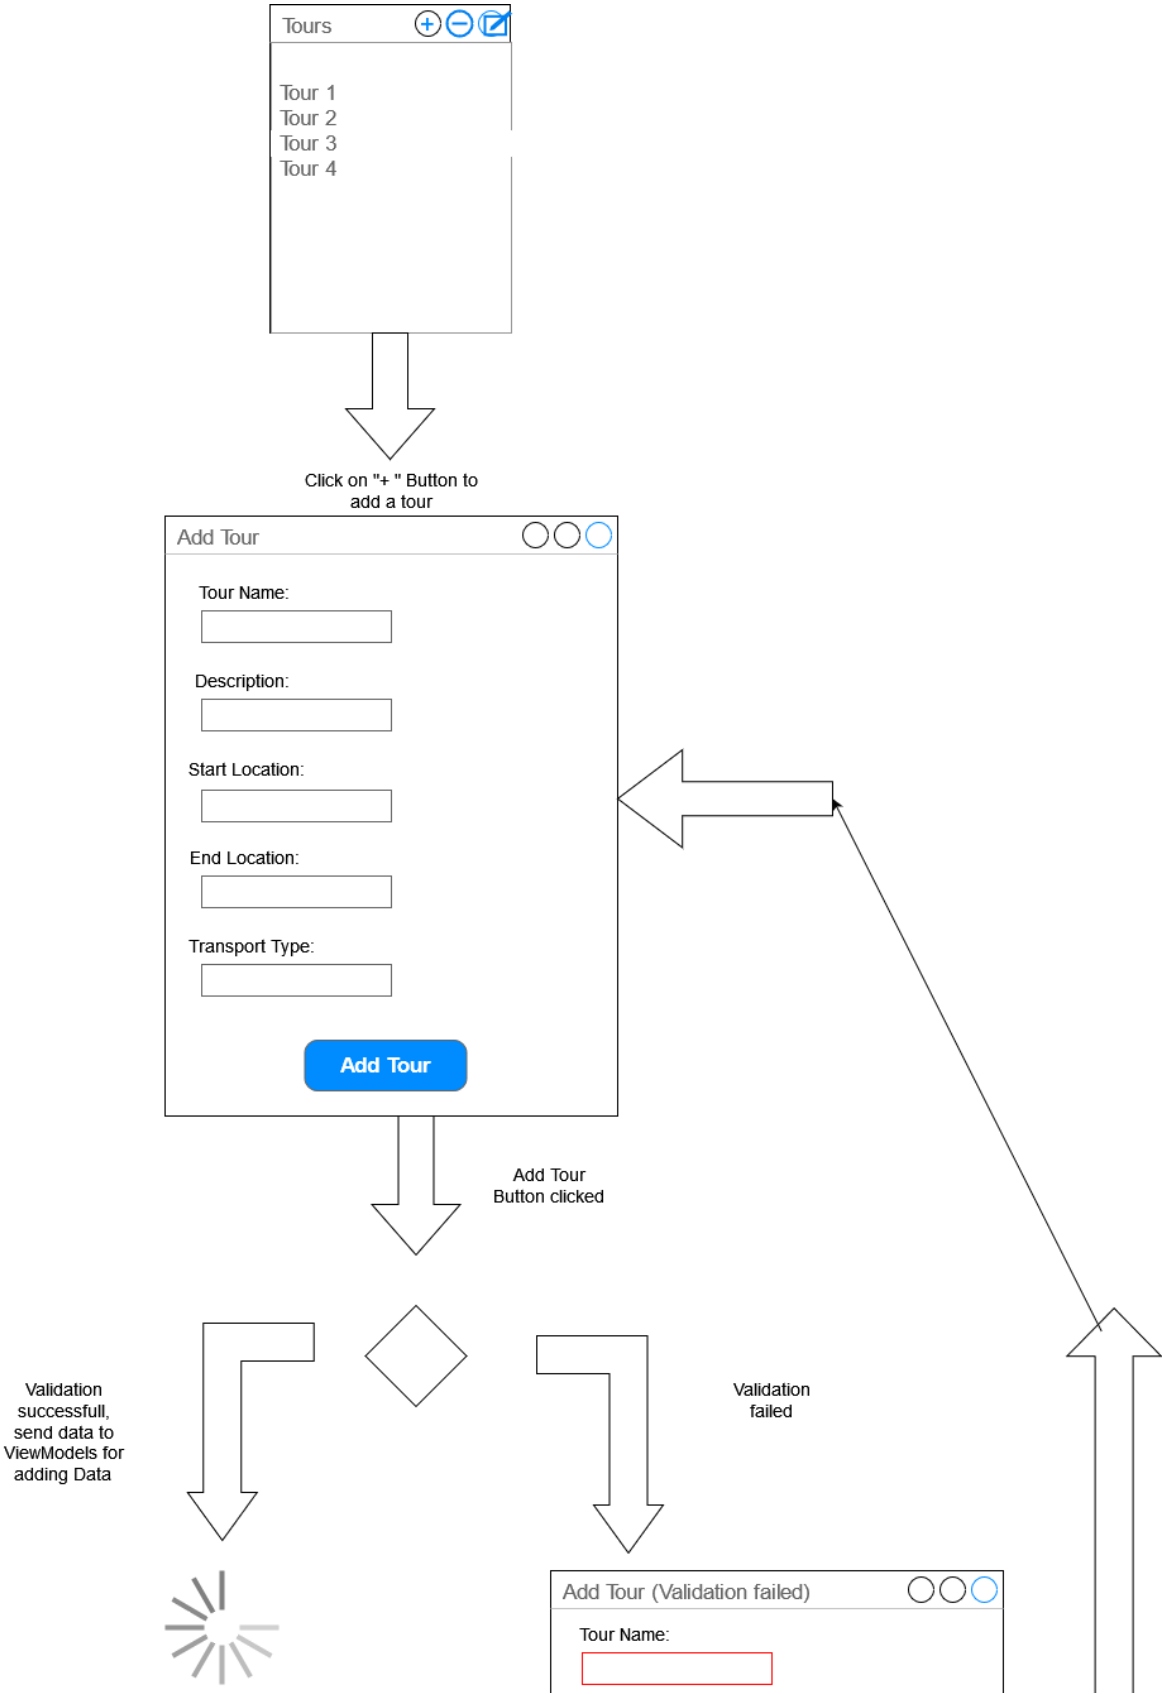 Tours
Tour 1
Tour 2
Tour 3
Tour 4
Click on "+ " Button to
add a tour
Add Tour
Tour Name:
Description:
Start Location:
End Location:
Transport Type:
Add Tour
Add Tour
Button clicked
Validation
successfull,
send data to
ViewModels for
adding Data
Validation
failed
Add Tour (Validation failed)
Tour Name: